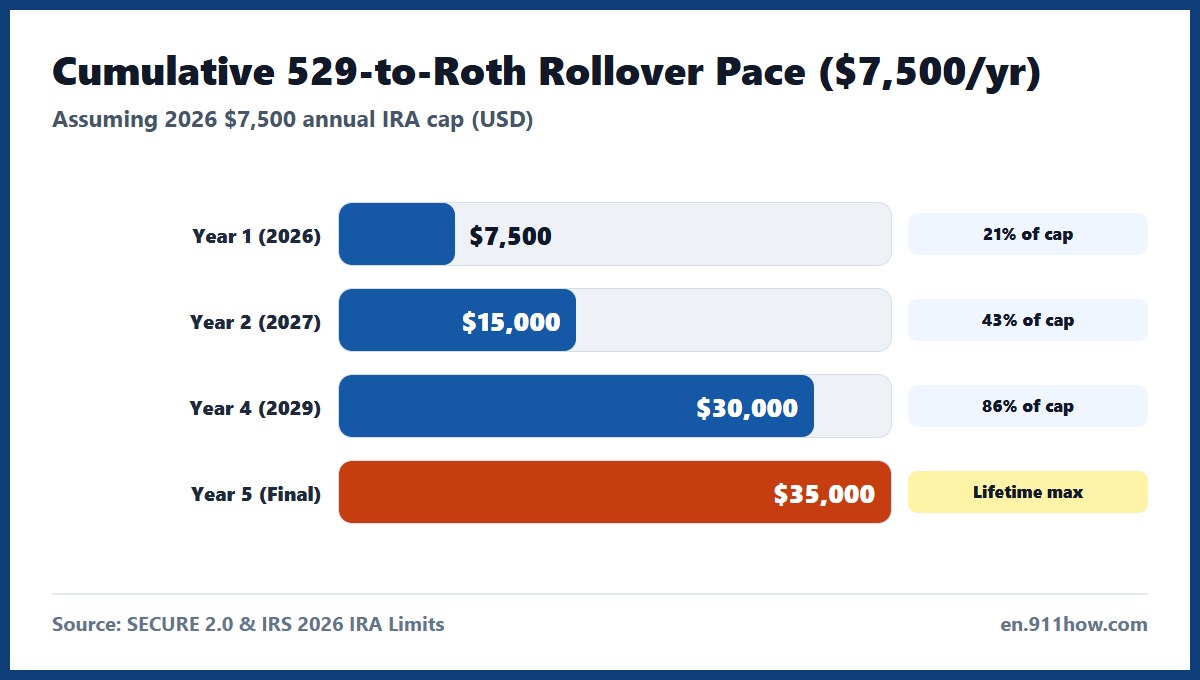 Cumulative 529-to-Roth Rollover Pace ($7,500/yr)
Assuming 2026 $7,500 annual IRA cap (USD)
Year 1 (2026) $7,500 21% of cap
Year 2 (2027) $15,000 43% of cap
Year 4 (2029) $30,000 86% of cap
Year 5 (Final) $35,000 Lifetime max
Source: SECURE 2.0 & IRS 2026 IRA Limits en.911how.com